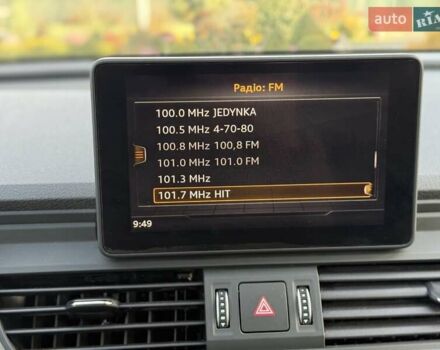 auto RIA
Радіо: FM
100.0 MHz JEDYNKA
100.5 MHz 4-70-80
100.8 MHz 100,8 FM
101.0 MHz 101.0 FM
101.3 MHz
101.7 MHz HIT
9:49